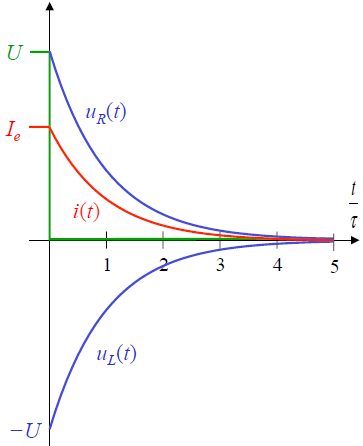 U
u_R(t)
I_e
t/τ
i(t)
1 2 3 4 5
u_L(t)
−U